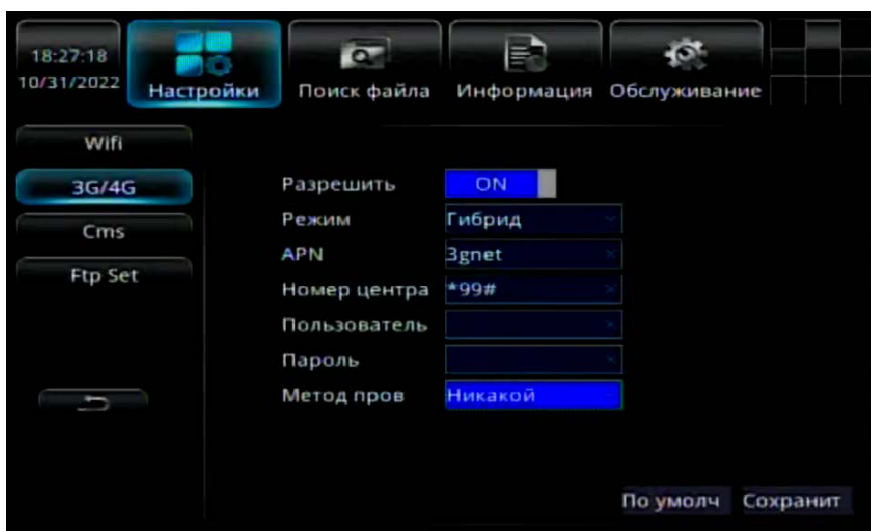 18:27:18
10/31/2022
Настройки
Поиск файла
Информация
Обслуживание
Wifi
3G/4G
Cms
Ftp Set
Разрешить ON
Режим Гибрид
APN 3gnet
Номер центра *99#
Пользователь
Пароль
Метод пров Никакой
По умолч Сохранит